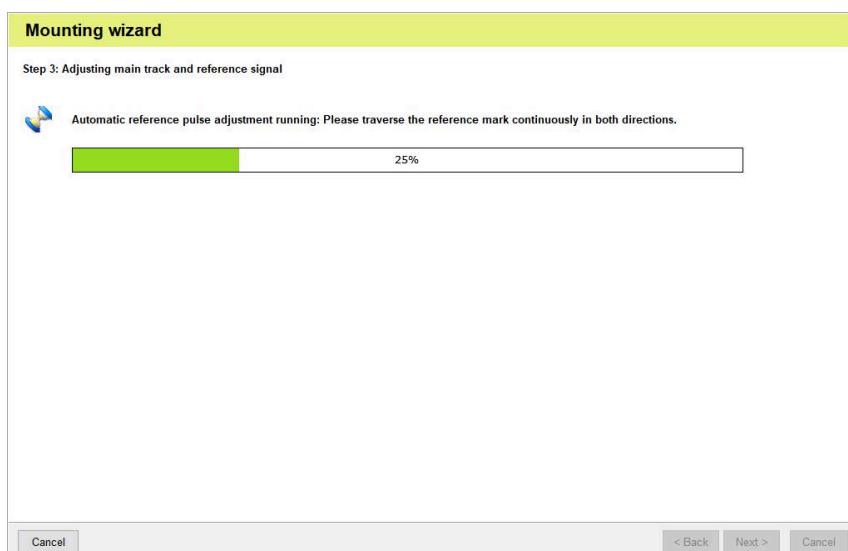 Mounting wizard
Step 3: Adjusting main track and reference signal
Automatic reference pulse adjustment running: Please traverse the reference mark continuously in both directions.
25%
Cancel
< Back
Next >
Cancel